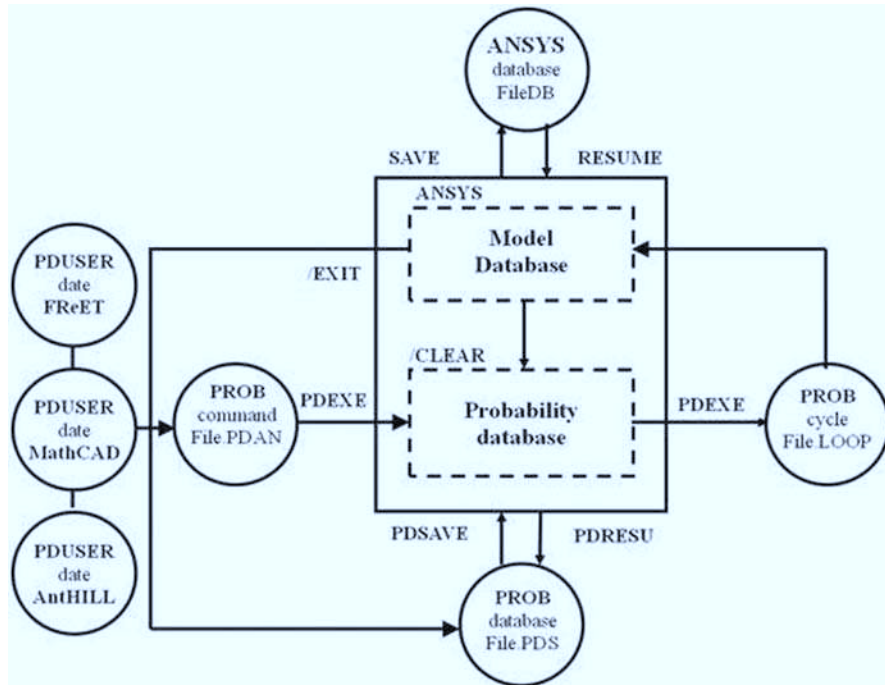 ANSYS
database
FileDB
SAVE
RESUME
ANSYS
Model
Database
/EXIT
PDUSER
date
FReET
/CLEAR
PROB
command
File.PDAN
PDEXE
Probability
database
PDEXE
PROB
cycle
File.LOOP
PDUSER
date
MathCAD
PDSAVE
PDRESU
PDUSER
date
AntHILL
PROB
database
File.PDS